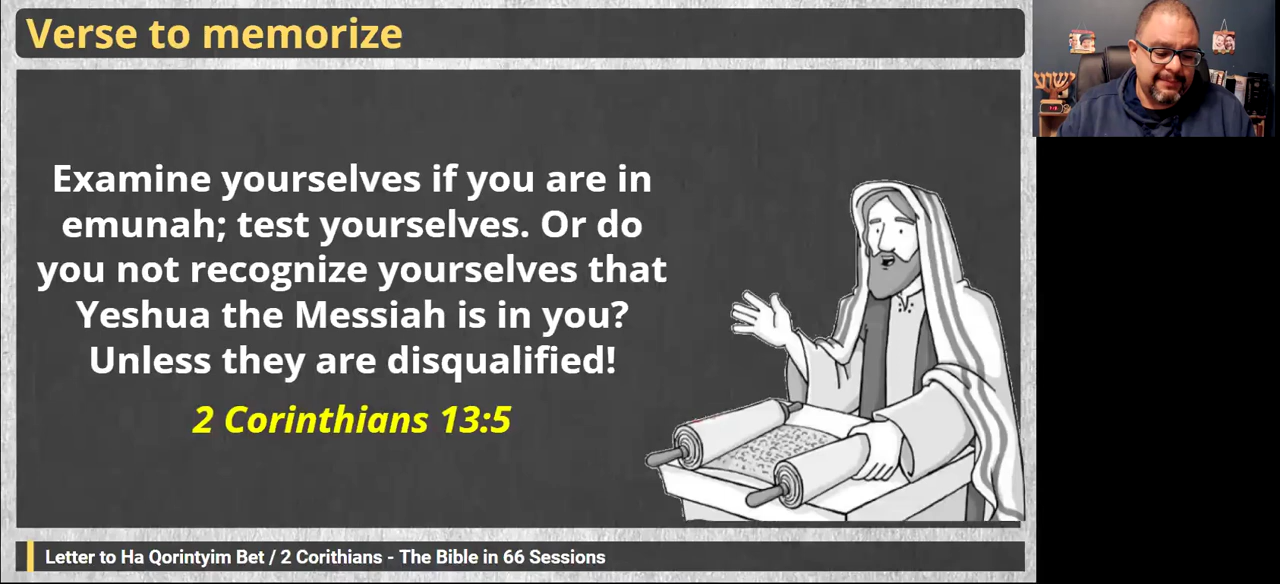 Verse to memorize
Examine yourselves if you are in
emunah; test yourselves. Or do
you not recognize yourselves that
Yeshua the Messiah is in you?
Unless they are disqualified!
2 Corinthians 13:5
Letter to Ha Qorintyim Bet / 2 Corithians - The Bible in 66 Sessions